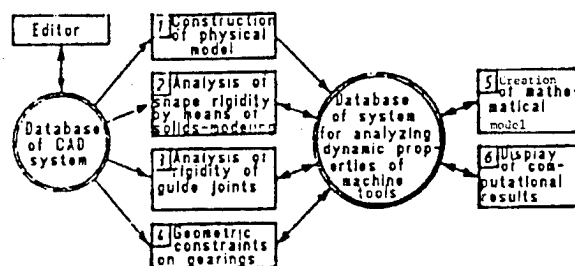 Editor
Database
of CAD
system
1 Construction
of physical
model
2 Analysis of
shape rigidity
by means of
solids-modeling
3 Analysis of
rigidity of
guide joints
4 Geometric
constraints
on gearings
Database
of system
for analyzing
dynamic prop-
erties of
machine
tools
5 Creation
of mathe-
matical
model
6 Display
of com-
putational
results